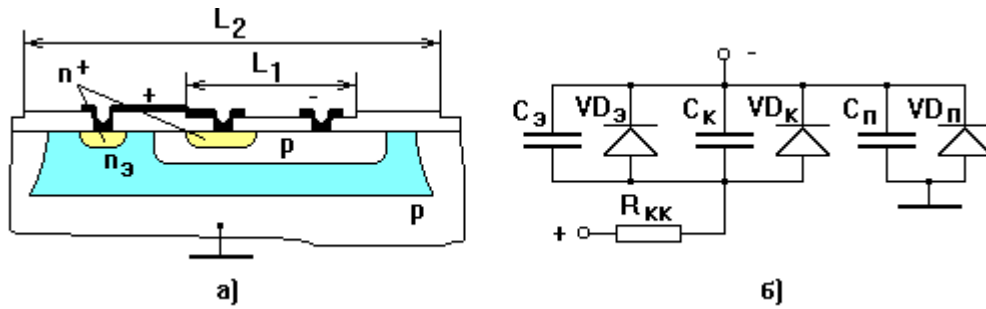 L2
L1
n+
+
-
p
nэ
p
а)
-
Cэ
VDэ
Cк
VDк
Cп
VDп
Rкк
+
б)